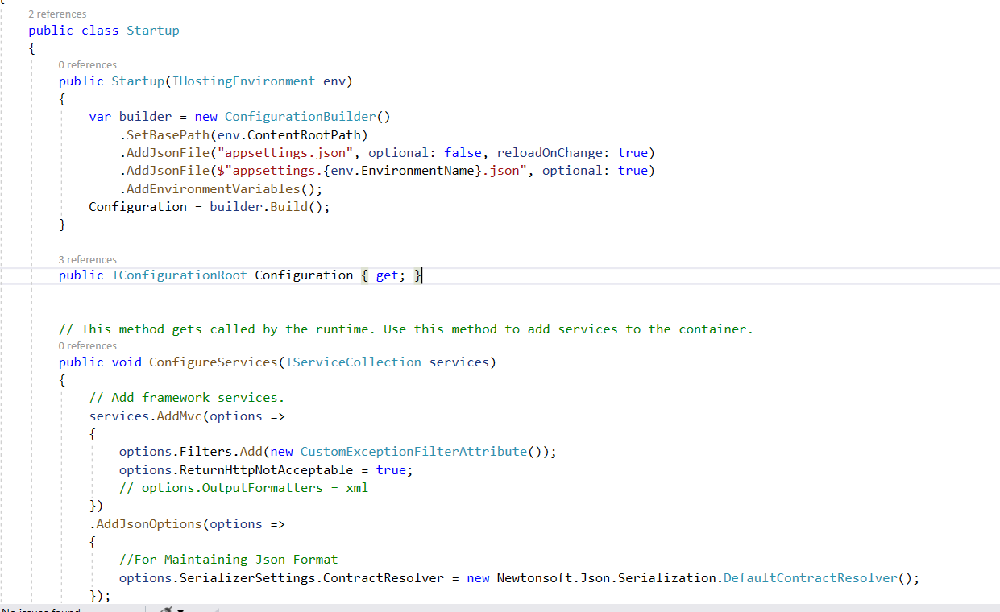 {
2 references
public class Startup
{
0 references
public Startup(IHostingEnvironment env)
{
var builder = new ConfigurationBuilder()
.SetBasePath(env.ContentRootPath)
.AddJsonFile("appsettings.json", optional: false, reloadOnChange: true)
.AddJsonFile($"appsettings.{env.EnvironmentName}.json", optional: true)
.AddEnvironmentVariables();
Configuration = builder.Build();
}
3 references
public IConfigurationRoot Configuration { get; }
// This method gets called by the runtime. Use this method to add services to the container.
0 references
public void ConfigureServices(IServiceCollection services)
{
// Add framework services.
services.AddMvc(options =>
{
options.Filters.Add(new CustomExceptionFilterAttribute());
options.ReturnHttpNotAcceptable = true;
// options.OutputFormatters = xml
})
.AddJsonOptions(options =>
{
//For Maintaining Json Format
options.SerializerSettings.ContractResolver = new Newtonsoft.Json.Serialization.DefaultContractResolver();
});
No issues found